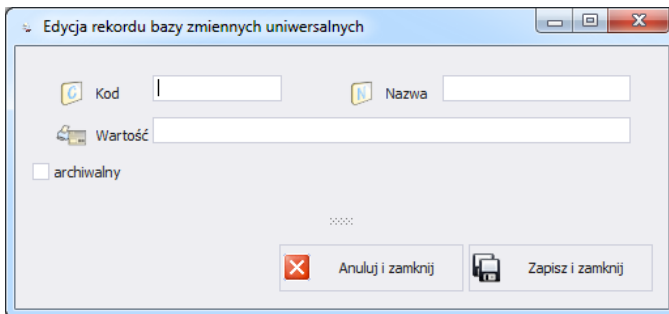 Edycja rekordu bazy zmiennych uniwersalnych
C Kod N Nazwa
Wartość
archiwalny
Anuluj i zamknij Zapisz i zamknij